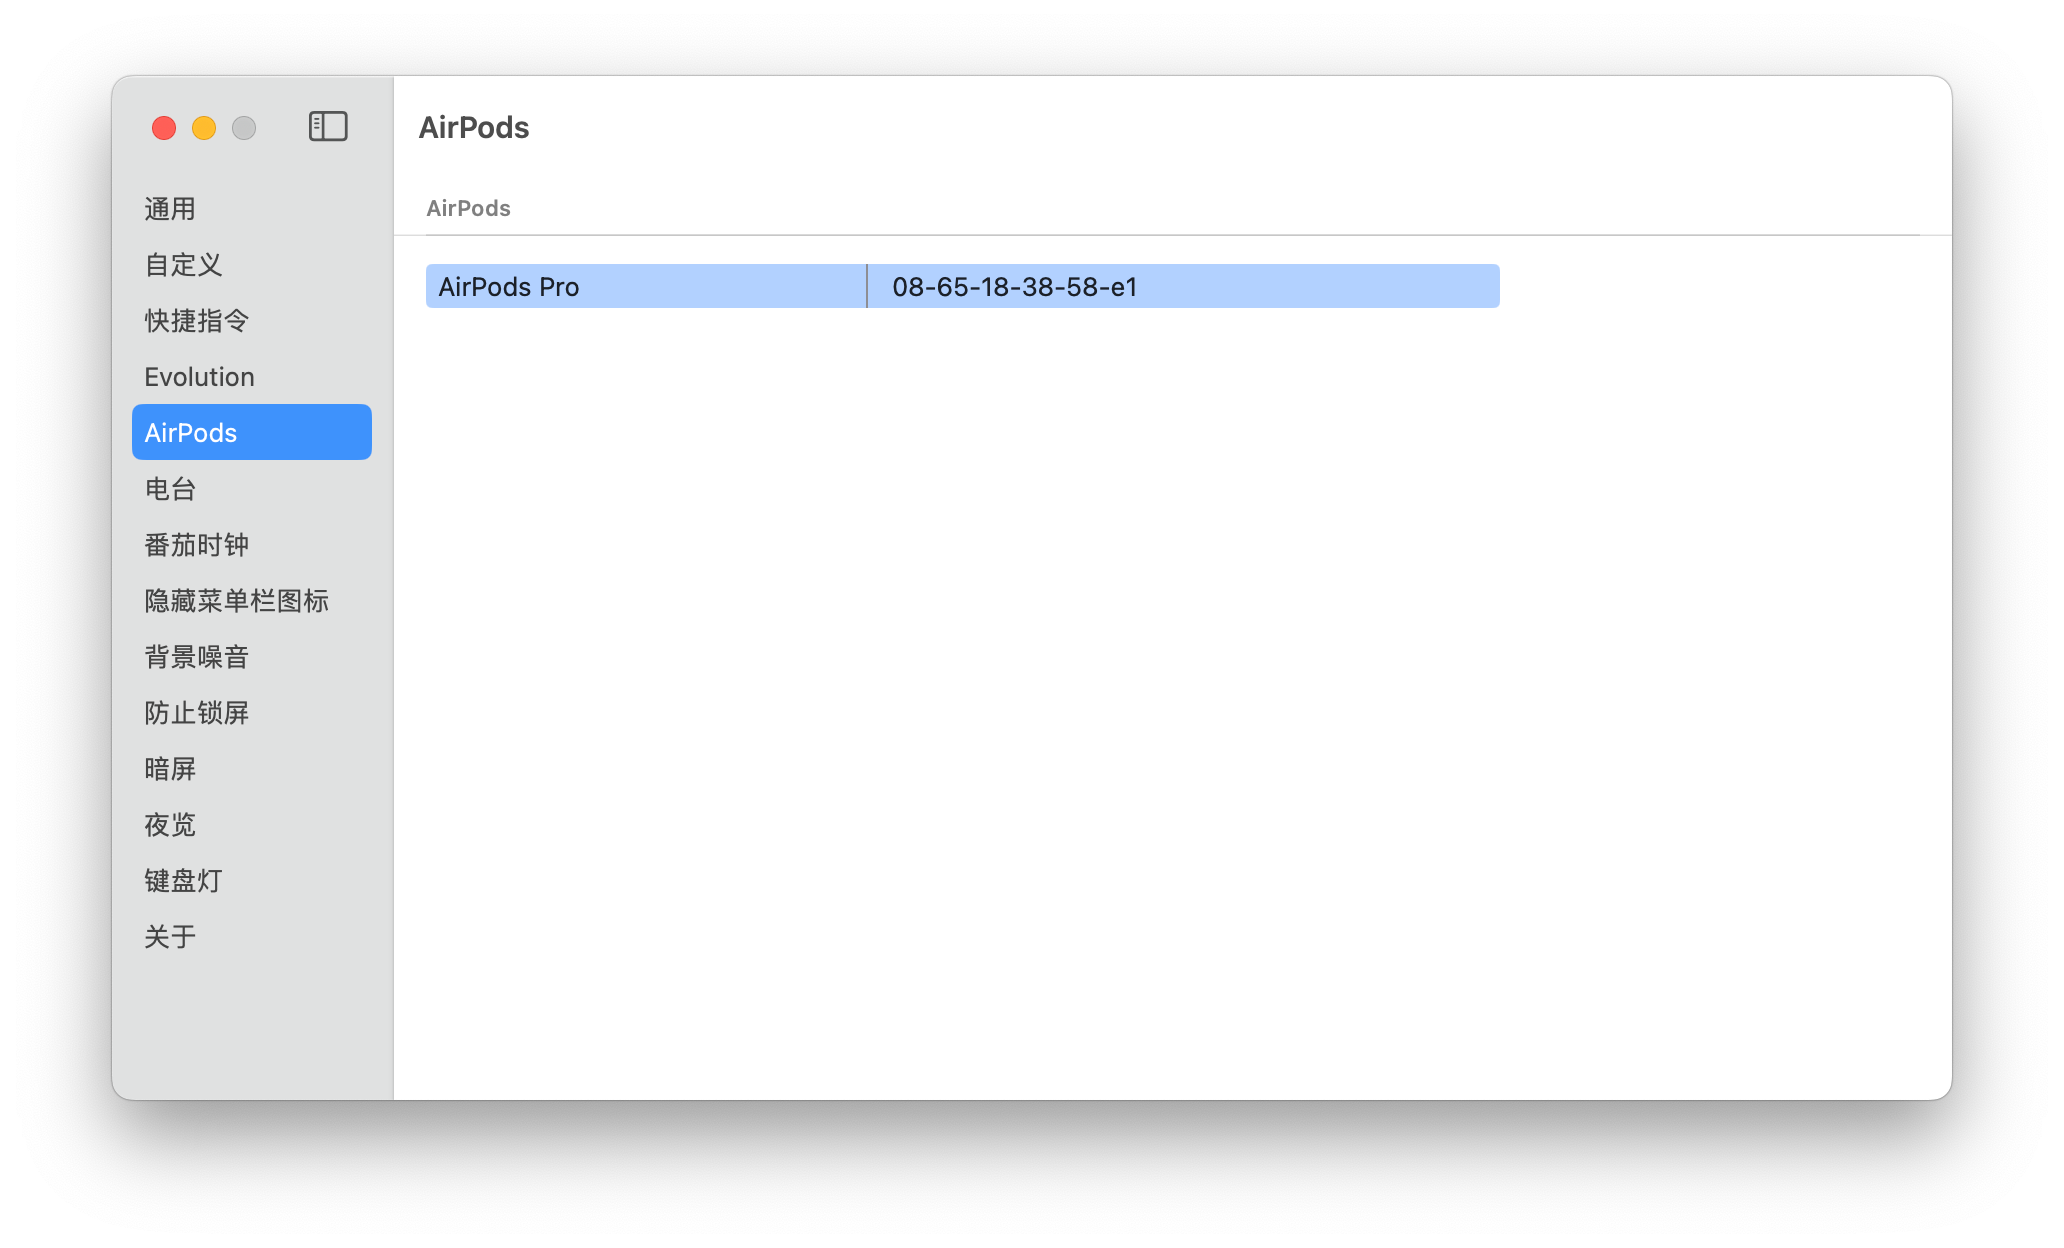 通用
自定义
快捷指令
Evolution
AirPods
电台
番茄时钟
隐藏菜单栏图标
背景噪音
防止锁屏
暗屏
夜览
键盘灯
关于
AirPods
AirPods
AirPods Pro 08-65-18-38-58-e1